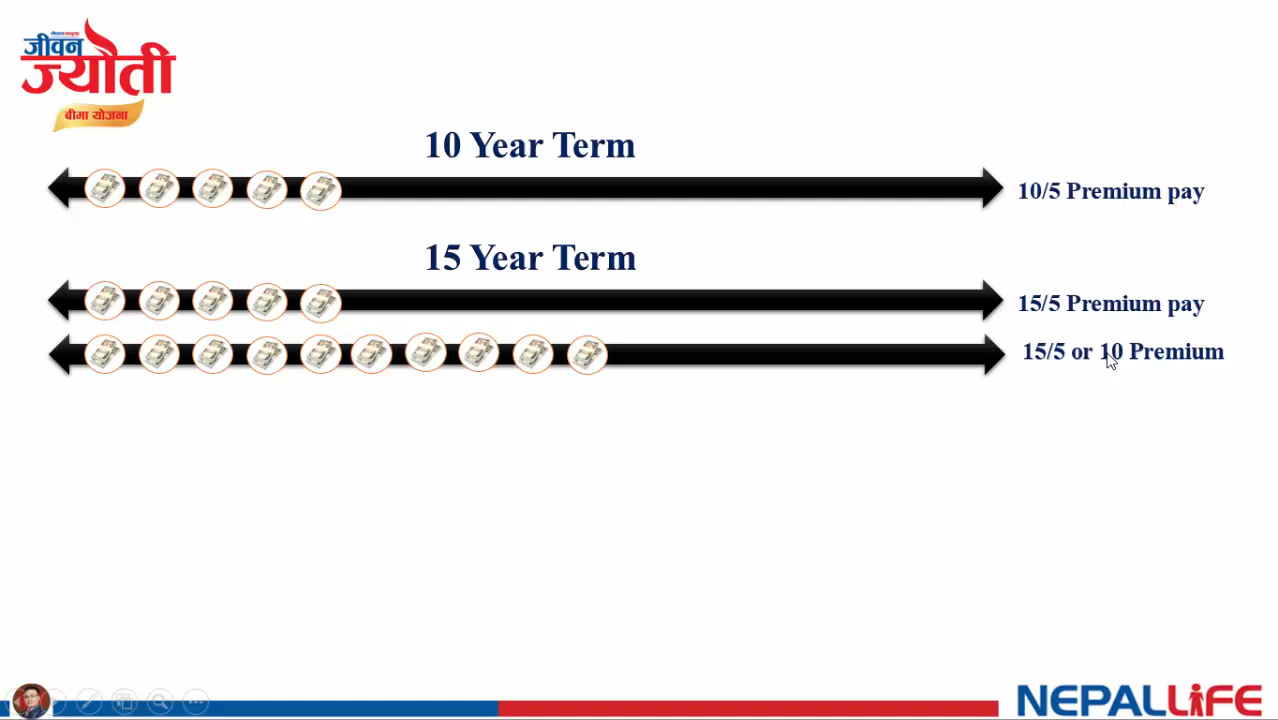 जीवन
ज्योती
बीमा योजना
10 Year Term
10/5 Premium pay
15 Year Term
15/5 Premium pay
15/5 or 10 Premium
NEPALLIFE